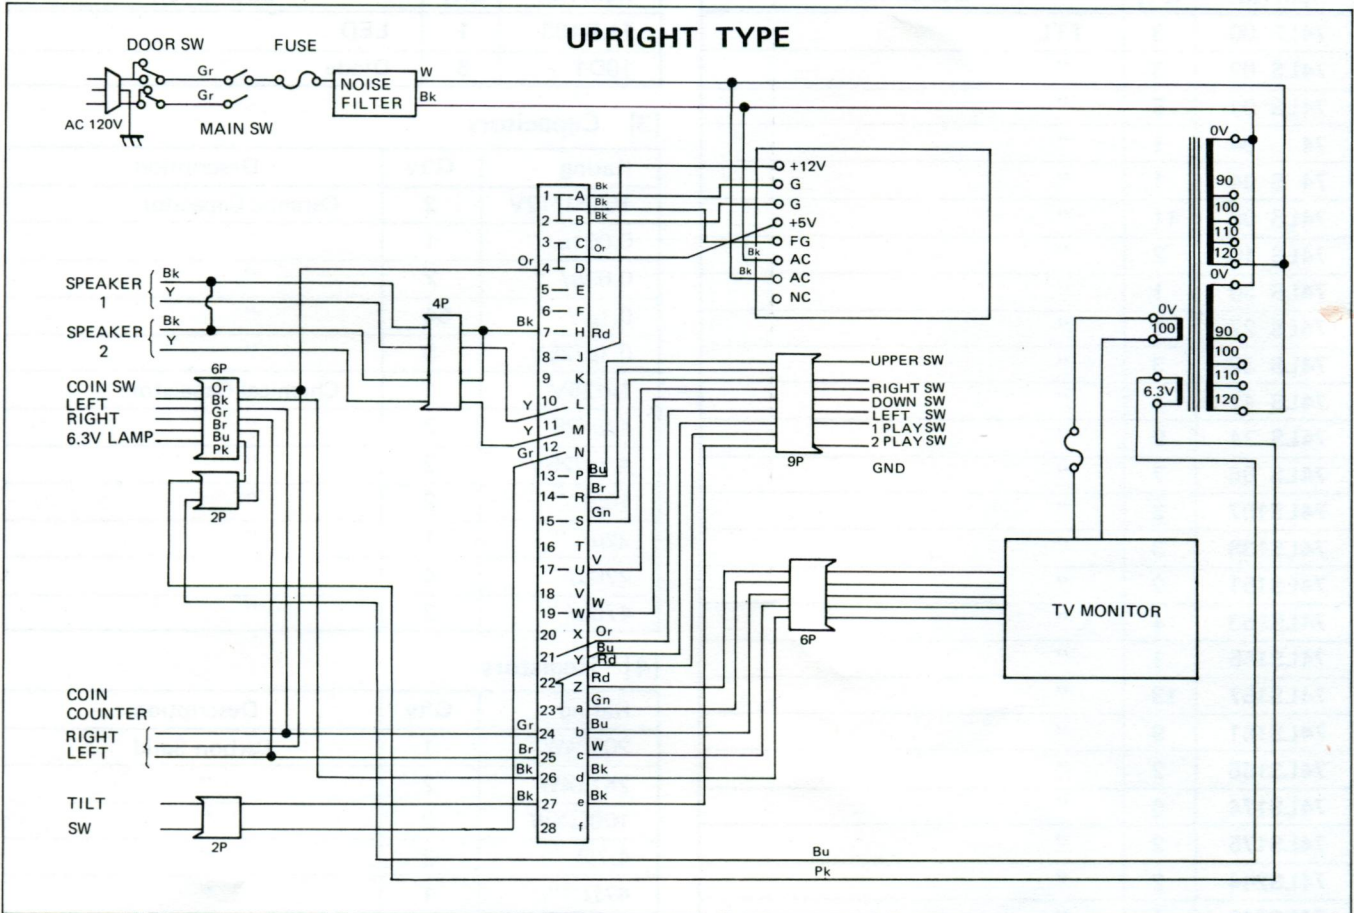 UPRIGHT TYPE
DOOR SW
FUSE
Gr
Gr
NOISE
FILTER
W
Bk
AC 120V
MAIN SW
+12V
G
G
+5V
FG
AC
AC
NC
Bk
Bk
0V
90
100
110
120
0V
90
100
110
120
0V
100
6.3V
1 A Bk
Bk
2 B Bk
3 C Or
Or 4 D
5 E
6 F
Bk 7 H Rd
8 J
9 K
Y 10 L
Y 11 M
Gr 12 N
13 P Bu
14 R Br
15 S Gn
16 T
17 U V
18 V
19 W W
20 X Or
21 Y Bu
Rd
22 Z Rd
23 a Gn
Gr 24 b Bu
Br 25 c W
Bk 26 d Bk
Bk 27 e Bk
28 f
SPEAKER
1
Bk
Y
SPEAKER
2
Bk
Y
4P
6P
COIN SW
LEFT
RIGHT
6.3V LAMP
Or
Bk
Gr
Br
Bu
Pk
2P
UPPER SW
RIGHT SW
DOWN SW
LEFT SW
1 PLAY SW
2 PLAY SW
GND
9P
6P
TV MONITOR
COIN
COUNTER
RIGHT
LEFT
TILT
SW
2P
Bu
Pk